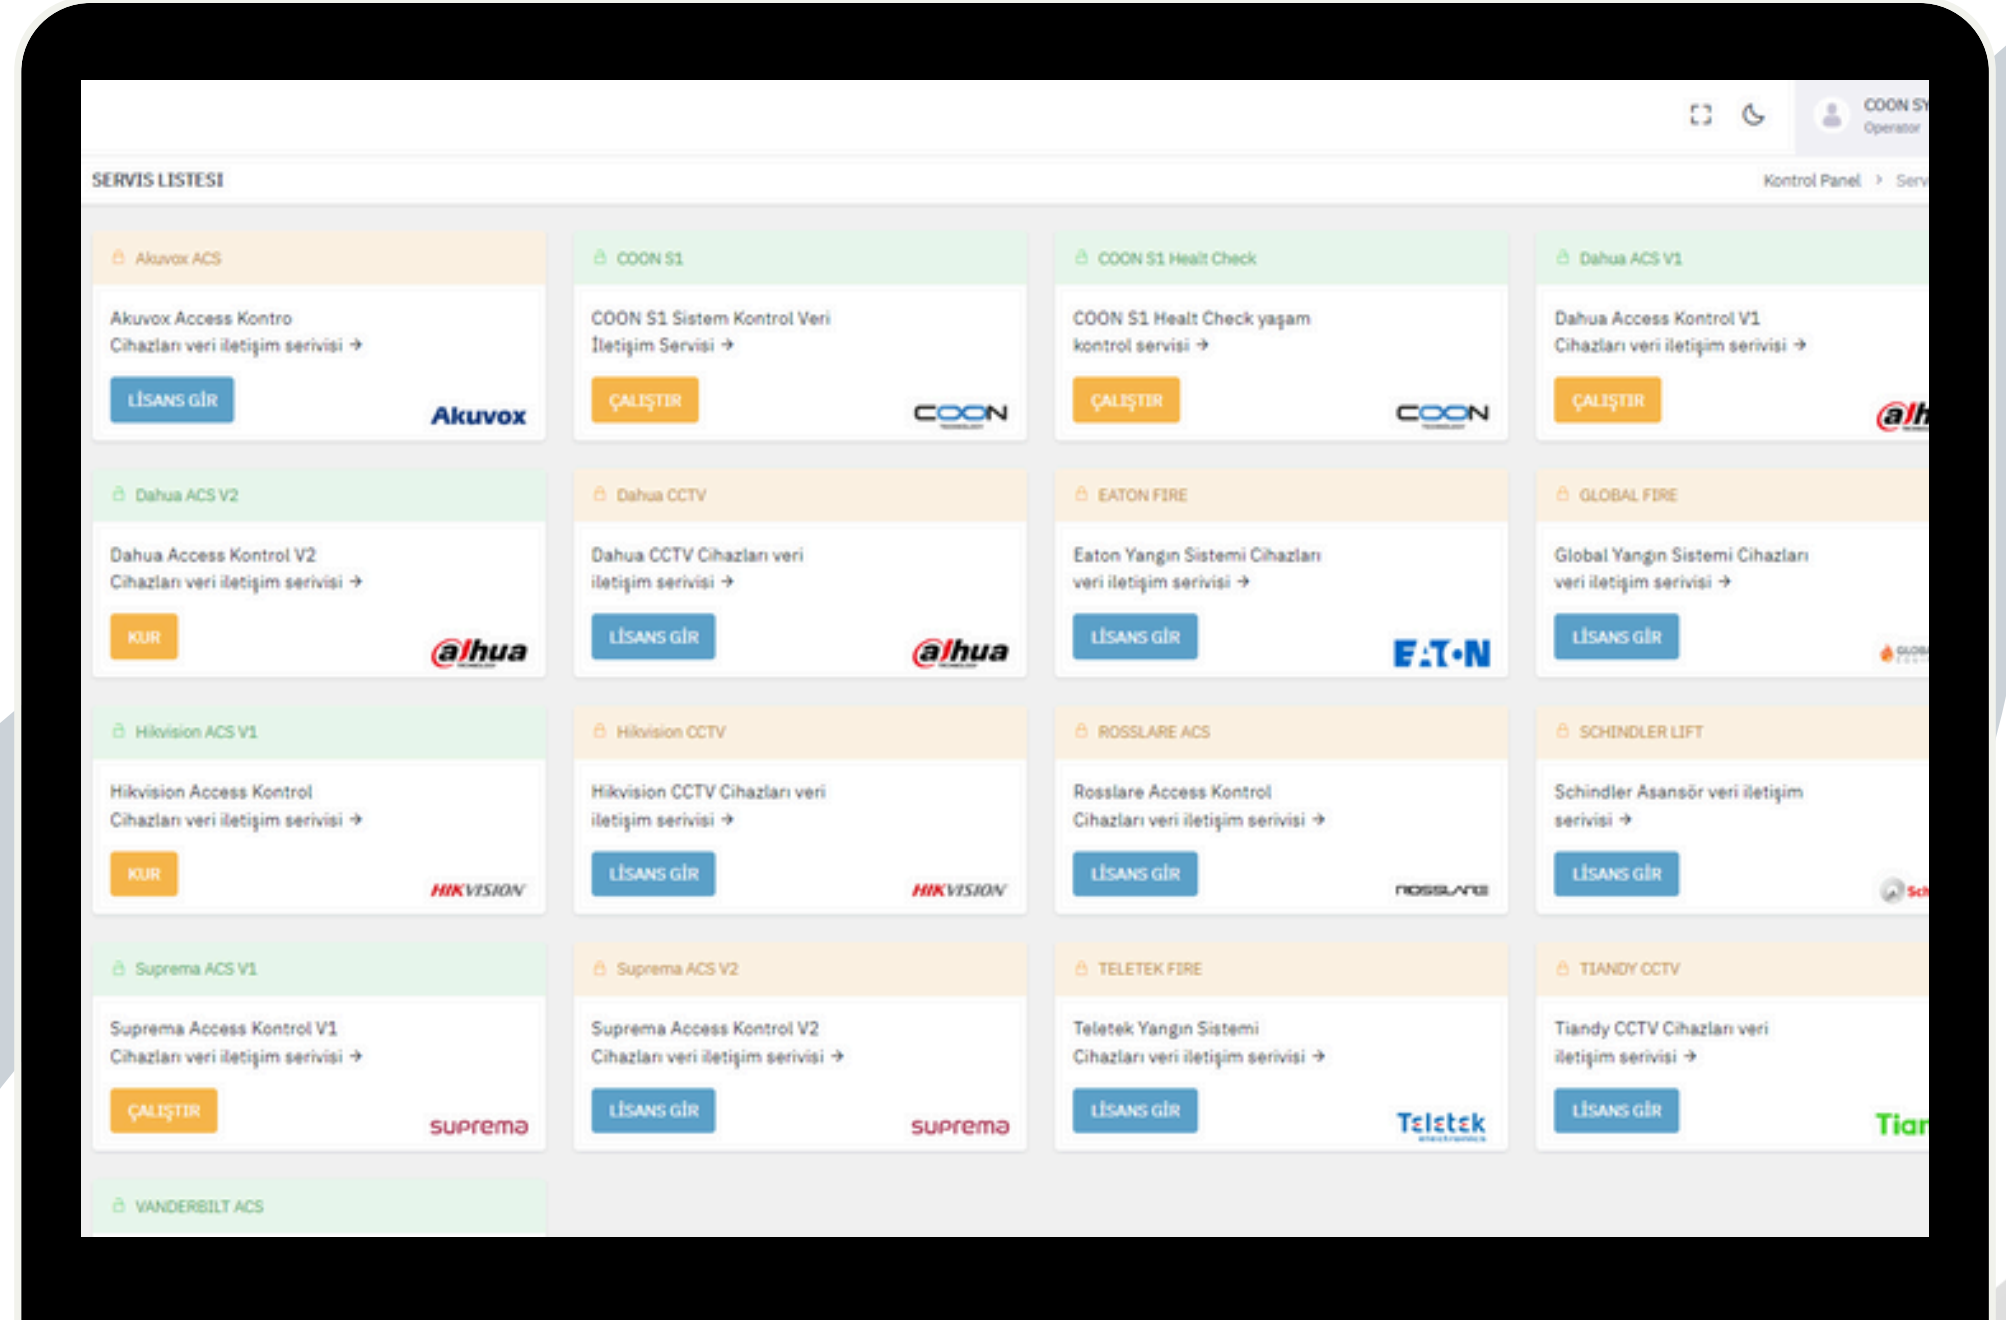 COON SY
Operator
SERVIS LISTESI
Kontrol Panel > Serv
Akuvox ACS
Akuvox Access Kontro
Cihazları veri iletişim serivisi →
LİSANS GİR
Akuvox
COON S1
COON S1 Sistem Kontrol Veri
İletişim Servisi →
ÇALIŞTIR
COON
COON S1 Healt Check
COON S1 Healt Check yaşam
kontrol servisi →
ÇALIŞTIR
COON
Dahua ACS V1
Dahua Access Kontrol V1
Cihazları veri iletişim serivisi →
ÇALIŞTIR
alh
Dahua ACS V2
Dahua Access Kontrol V2
Cihazları veri iletişim serivisi →
KUR
alhua
Dahua CCTV
Dahua CCTV Cihazları veri
iletişim serivisi →
LİSANS GİR
alhua
EATON FIRE
Eaton Yangın Sistemi Cihazları
veri iletişim serivisi →
LİSANS GİR
EATON
GLOBAL FIRE
Global Yangın Sistemi Cihazları
veri iletişim serivisi →
LİSANS GİR
Hikvision ACS V1
Hikvision Access Kontrol
Cihazları veri iletişim serivisi →
KUR
HIKVISION
Hikvision CCTV
Hikvision CCTV Cihazları veri
iletişim serivisi →
LİSANS GİR
HIKVISION
ROSSLARE ACS
Rosslare Access Kontrol
Cihazları veri iletişim serivisi →
LİSANS GİR
ROSSLARE
SCHINDLER LIFT
Schindler Asansör veri iletişim
serivisi →
LİSANS GİR
Sch
Suprema ACS V1
Suprema Access Kontrol V1
Cihazları veri iletişim serivisi →
ÇALIŞTIR
suprema
Suprema ACS V2
Suprema Access Kontrol V2
Cihazları veri iletişim serivisi →
LİSANS GİR
suprema
TELETEK FIRE
Teletek Yangın Sistemi
Cihazları veri iletişim serivisi →
LİSANS GİR
Teletek
electronics
TIANDY CCTV
Tiandy CCTV Cihazları veri
iletişim serivisi →
LİSANS GİR
Tian
VANDERBILT ACS